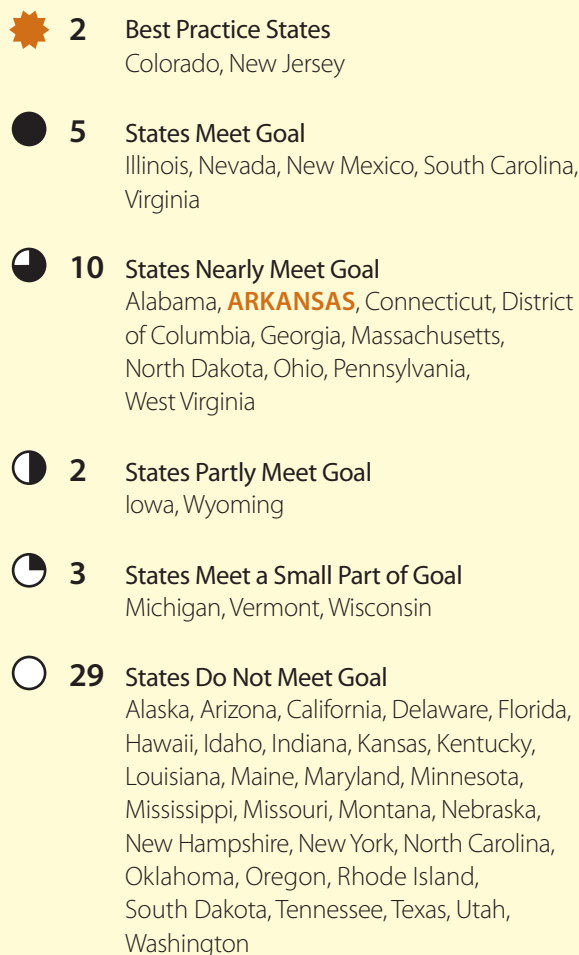 2 Best Practice States
Colorado, New Jersey
5 States Meet Goal
Illinois, Nevada, New Mexico, South Carolina,
Virginia
10 States Nearly Meet Goal
Alabama, ARKANSAS, Connecticut, District
of Columbia, Georgia, Massachusetts,
North Dakota, Ohio, Pennsylvania,
West Virginia
2 States Partly Meet Goal
Iowa, Wyoming
3 States Meet a Small Part of Goal
Michigan, Vermont, Wisconsin
29 States Do Not Meet Goal
Alaska, Arizona, California, Delaware, Florida,
Hawaii, Idaho, Indiana, Kansas, Kentucky,
Louisiana, Maine, Maryland, Minnesota,
Mississippi, Missouri, Montana, Nebraska,
New Hampshire, New York, North Carolina,
Oklahoma, Oregon, Rhode Island,
South Dakota, Tennessee, Texas, Utah,
Washington